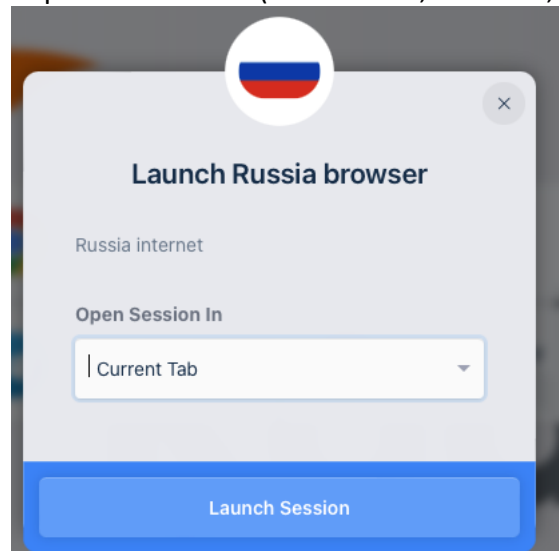 Launch Russia browser
Russia internet
Open Session In
Current Tab
Launch Session